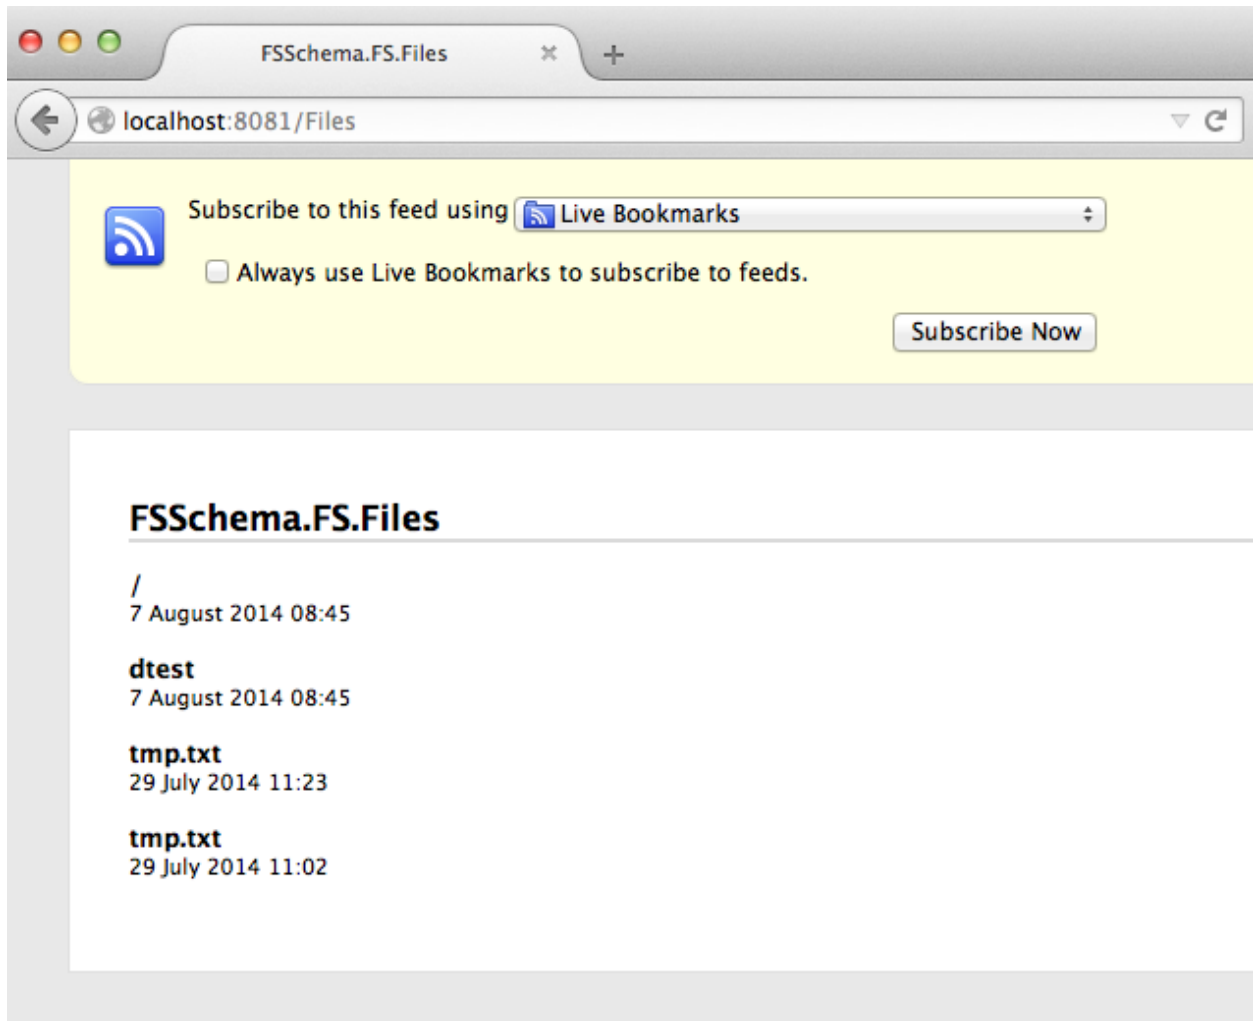 FSSchema.FS.Files
localhost:8081/Files
Subscribe to this feed using Live Bookmarks
Always use Live Bookmarks to subscribe to feeds.
Subscribe Now
FSSchema.FS.Files
/
7 August 2014 08:45
dtest
7 August 2014 08:45
tmp.txt
29 July 2014 11:23
tmp.txt
29 July 2014 11:02